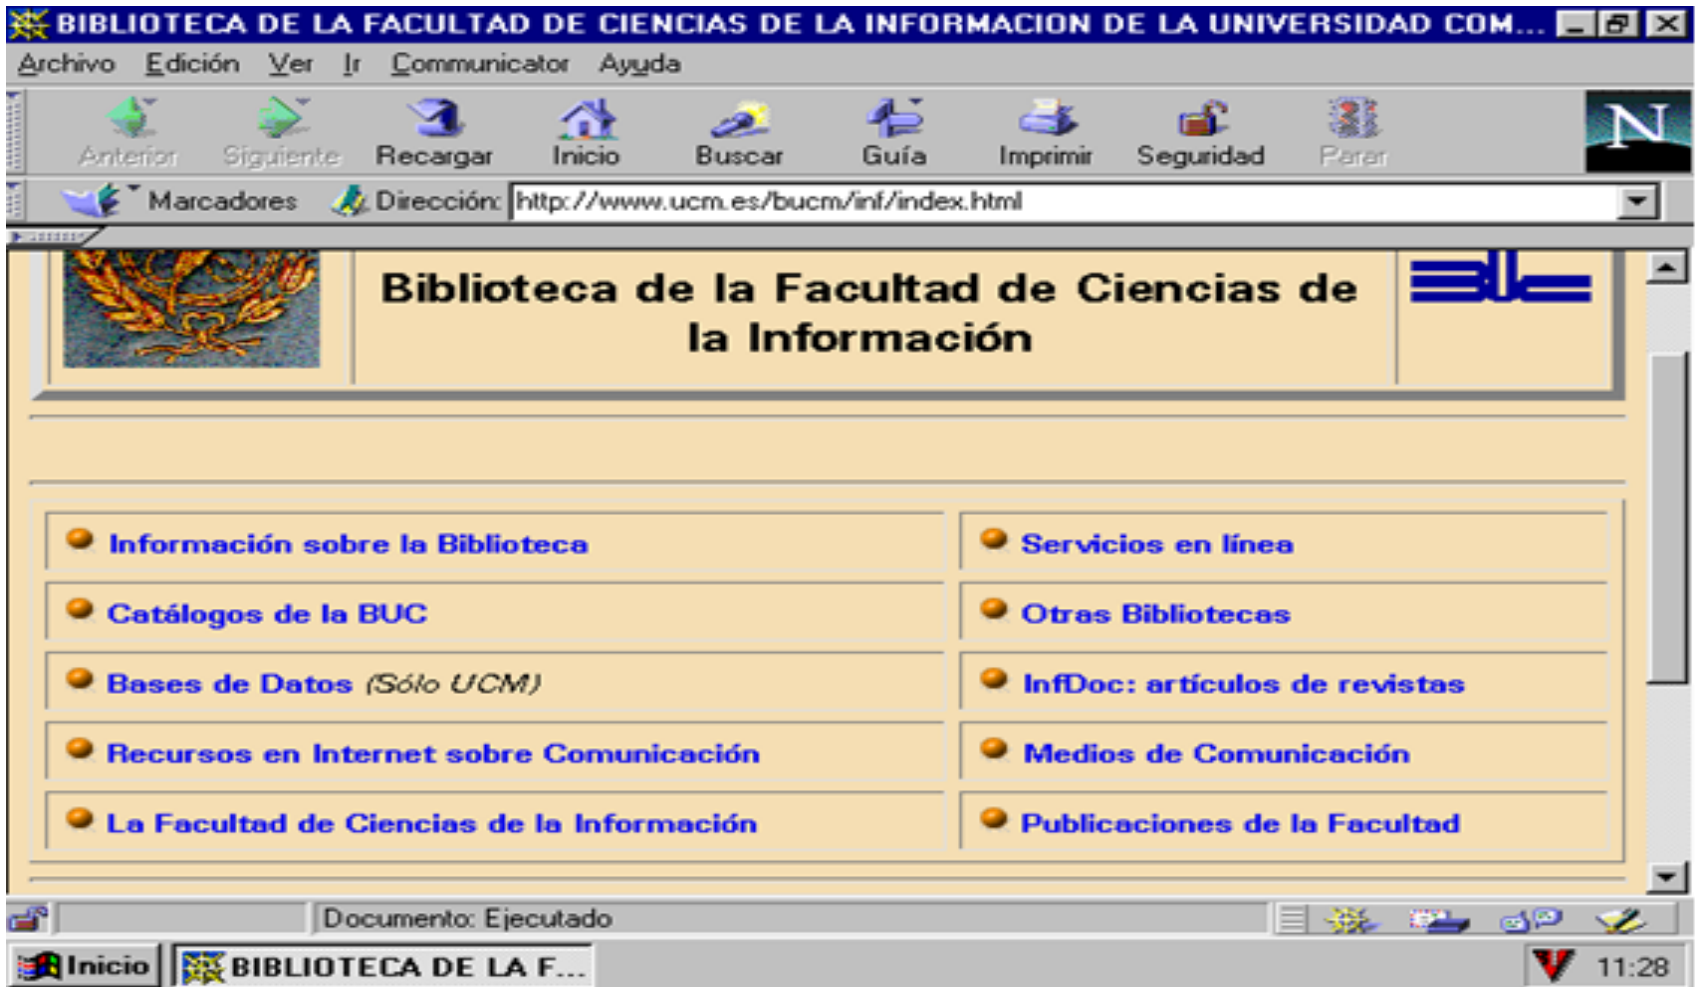 BIBLIOTECA DE LA FACULTAD DE CIENCIAS DE LA INFORMACION DE LA UNIVERSIDAD COM...
Archivo Edición Ver Ir Communicator Ayuda
Anterior Siguiente Recargar Inicio Buscar Guía Imprimir Seguridad Parar
N
Marcadores Dirección: http://www.ucm.es/bucm/inf/index.html
Biblioteca de la Facultad de Ciencias de
la Información
Información sobre la Biblioteca
Servicios en línea
Catálogos de la BUC
Otras Bibliotecas
Bases de Datos (Sólo UCM)
InfDoc: artículos de revistas
Recursos en Internet sobre Comunicación
Medios de Comunicación
La Facultad de Ciencias de la Información
Publicaciones de la Facultad
Documento: Ejecutado
Inicio BIBLIOTECA DE LA F... 11:28